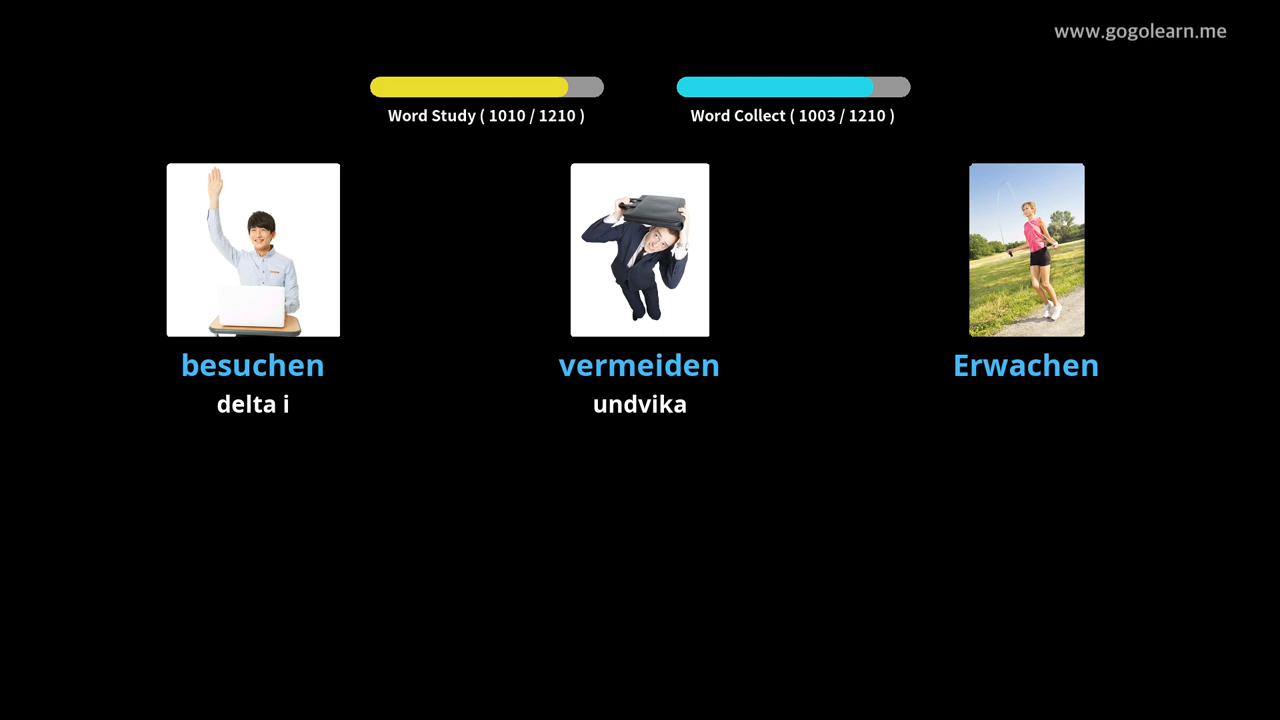 www.gogolearn.me
Word Study ( 1010 / 1210 )
Word Collect ( 1003 / 1210 )
besuchen
delta i
vermeiden
undvika
Erwachen